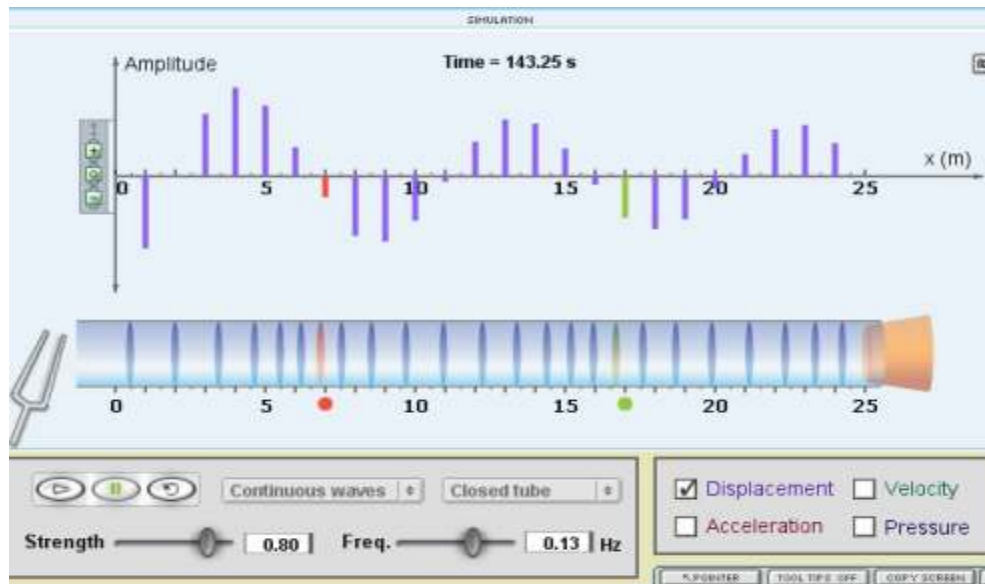 SIMULATION
Amplitude
Time = 143.25 s
x (m)
0 5 10 15 20 25
0 5 10 15 20 25
Continuous waves
Closed tube
Displacement
Velocity
Strength
0.80
Freq.
0.13 Hz
Acceleration
Pressure
POINTER
TOOL TIPS OFF
COPY SCREEN